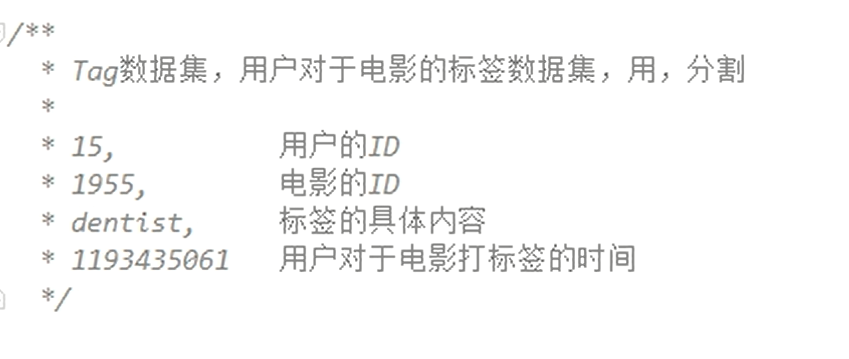 /**
* Tag数据集，用户对于电影的标签数据集，用，分割
*
* 15, 用户的ID
* 1955, 电影的ID
* dentist, 标签的具体内容
* 1193435061 用户对于电影打标签的时间
*/